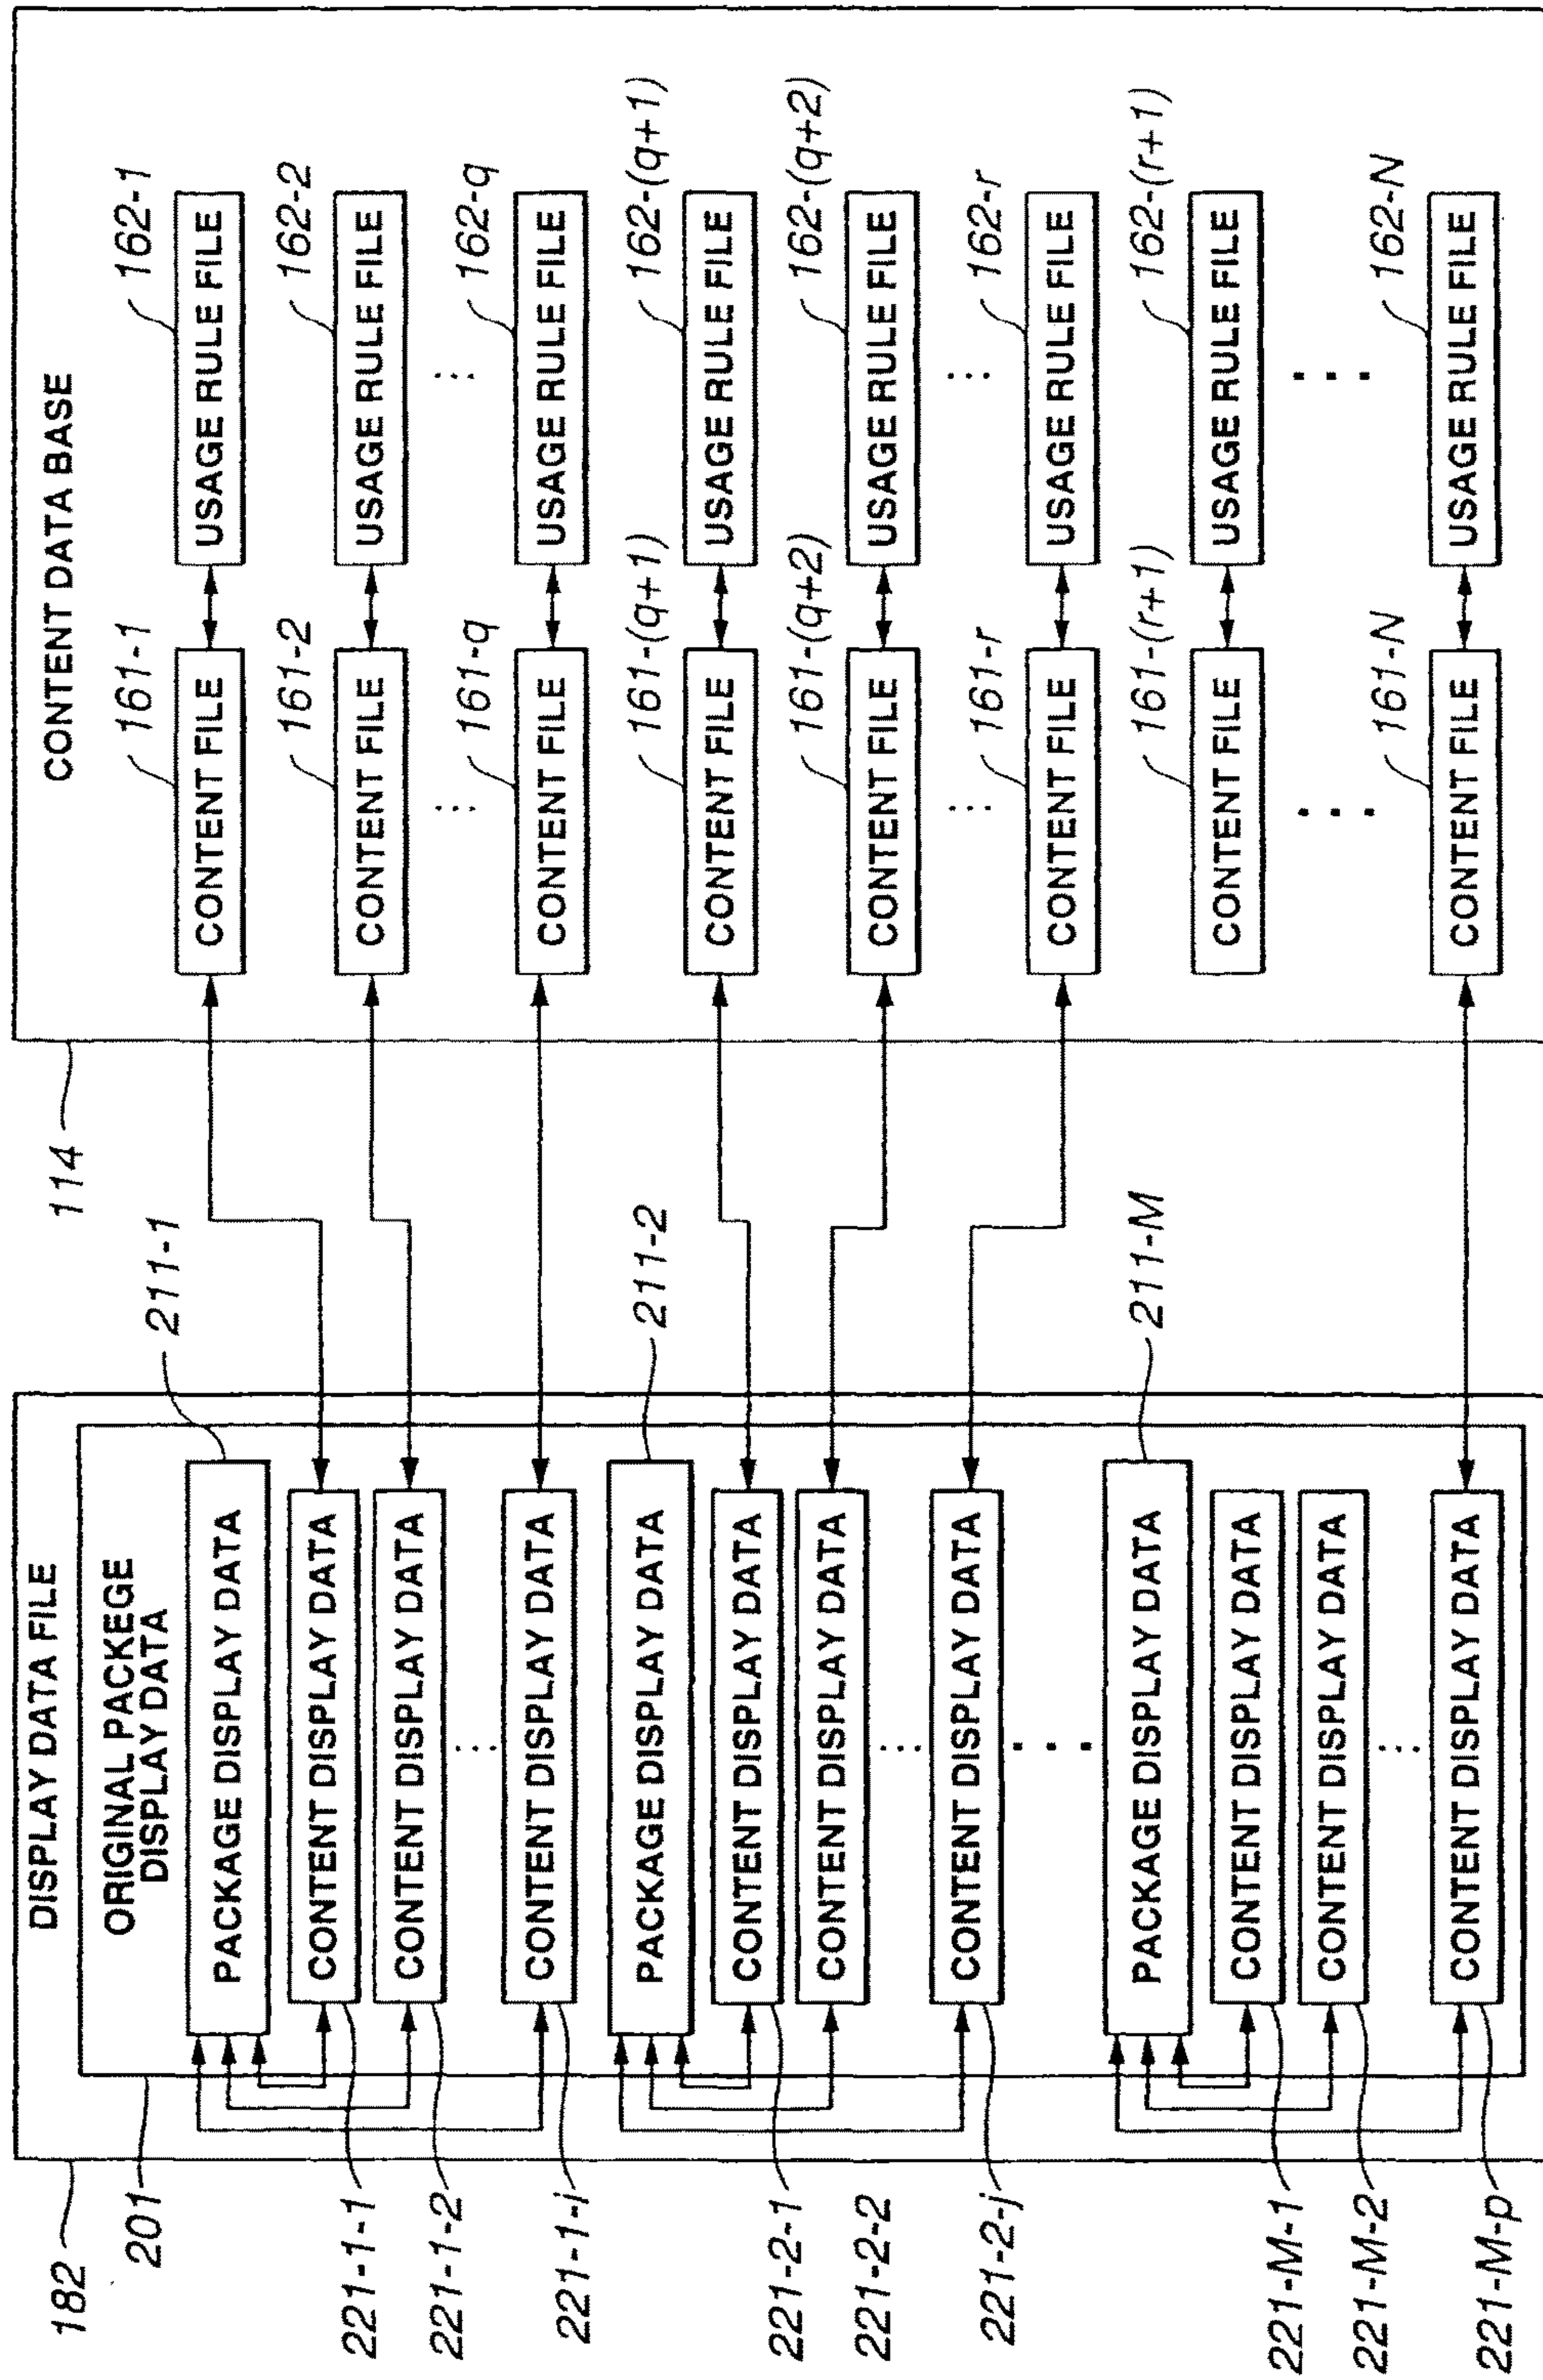 DISPLAY DATA FILE
ORIGINAL PACKEGE
DISPLAY DATA
PACKAGE DISPLAY DATA
CONTENT DISPLAY DATA
CONTENT DISPLAY DATA
...
CONTENT DISPLAY DATA
PACKAGE DISPLAY DATA
CONTENT DISPLAY DATA
CONTENT DISPLAY DATA
...
CONTENT DISPLAY DATA
...
PACKAGE DISPLAY DATA
CONTENT DISPLAY DATA
CONTENT DISPLAY DATA
...
CONTENT DISPLAY DATA
182
201
221-1-1
221-1-2
221-1-i
221-2-1
221-2-2
221-2-j
221-M-1
221-M-2
221-M-p
211-1
211-2
211-M
114
CONTENT DATA BASE
161-1
CONTENT FILE
162-1
USAGE RULE FILE
161-2
CONTENT FILE
162-2
USAGE RULE FILE
...
...
161-q
CONTENT FILE
162-q
USAGE RULE FILE
161-(q+1)
CONTENT FILE
162-(q+1)
USAGE RULE FILE
161-(q+2)
CONTENT FILE
162-(q+2)
USAGE RULE FILE
...
...
161-r
CONTENT FILE
162-r
USAGE RULE FILE
161-(r+1)
CONTENT FILE
162-(r+1)
USAGE RULE FILE
...
...
161-N
CONTENT FILE
162-N
USAGE RULE FILE